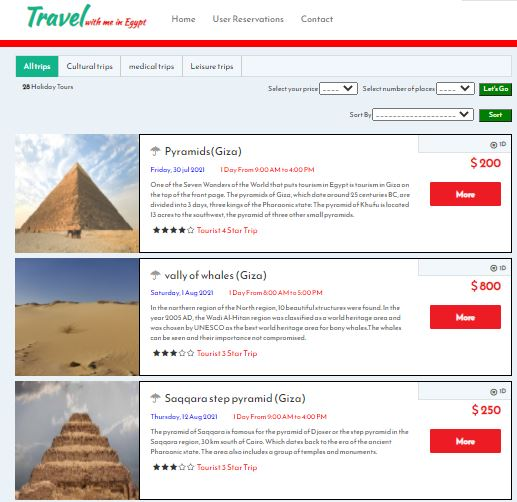 Travel with me in Egypt
Home User Reservations Contact
All trips Cultural trips medical trips Leisure trips
28 Holiday Tours
Select your price ____ Select number of places ____ Let's Go
Sort By __________________ Sort
Pyramids(Giza)
1D
Friday, 30 jul 2021 1 Day From 9:00 AM to 4:00 PM
$ 200
One of the Seven Wonders of the World that puts tourism in Egypt is tourism in Giza on
the top of the front page. The pyramids of Giza, which date around 25 centuries BC, are
divided into 3 days, three kings of the Pharaonic state: The pyramid of Khufu is located
13 acres to the southwest, the pyramid of three other small pyramids.
More
Tourist 4 Star Trip
vally of whales (Giza)
1D
Saturday, 1 Aug 2021 1 Day From 8:00 AM to 5:00 PM
$ 800
In the northern region of the North region, 10 beautiful structures were found. In the
year 2005 AD, the Wadi Al-Hitan region was classified as a world heritage area and
was chosen by UNESCO as the best world heritage area for bony whales.The whales
can be seen and their importance not compromised.
More
Tourist 3 Star Trip
Saqqara step pyramid (Giza)
1D
Thursday, 12 Aug 2021 1 Day From 9:00 AM to 4:00 PM
$ 250
The pyramid of Saqqara is famous for the pyramid of Djoser or the step pyramid in the
Saqqara region, 30 km south of Cairo. Which dates back to the era of the ancient
Pharaonic state. The area also includes a group of temples and monuments.
More
Tourist 3 Star Trip